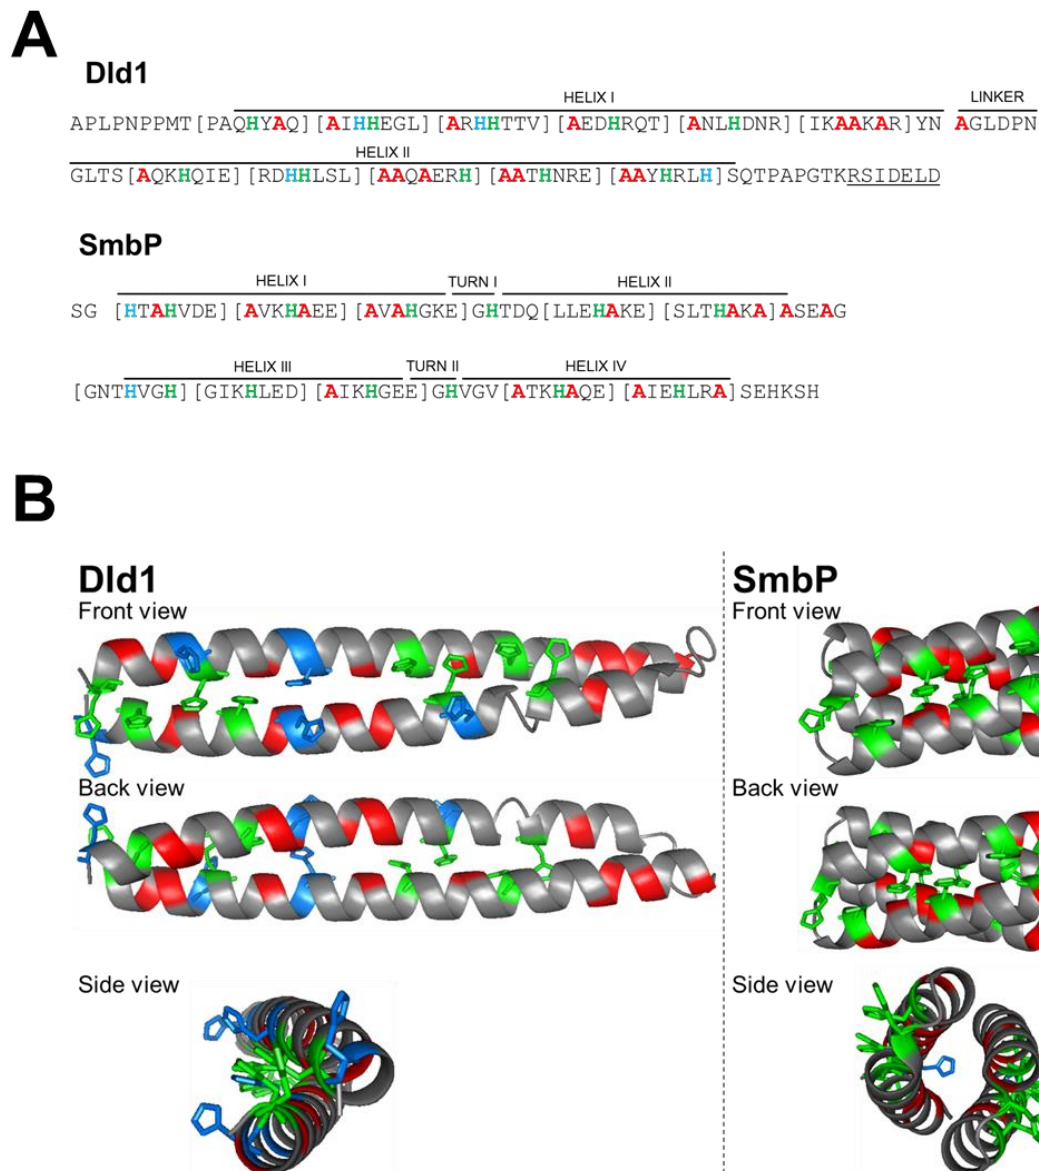 A
Dld1
HELIX I LINKER
APLPNPPMT[PAQHYAQ][AIHHEGL][ARHHTTV][AEDHRQT][ANLHDNR][IKAAKAR]YN AGLDPN
HELIX II
GLTS[AQKHQIE][RDHHLSL][AAQAERH][AATHNRE][AAYHRLH]SQTPAPGTKRSIDELD
SmbP
HELIX I TURN I HELIX II
SG [HTAHVDE][AVKHAEE][AVAHGKE]GHTDQ[LLEHAKE][SLTHAKA]ASEAG
HELIX III TURN II HELIX IV
[GNTHVGH][GIKHLED][AIKHGEE]GHVGV[ATKHAQE][AIEHLRA]SEHKSH
B
Dld1 SmbP
Front view Front view
Back view Back view
Side view Side view